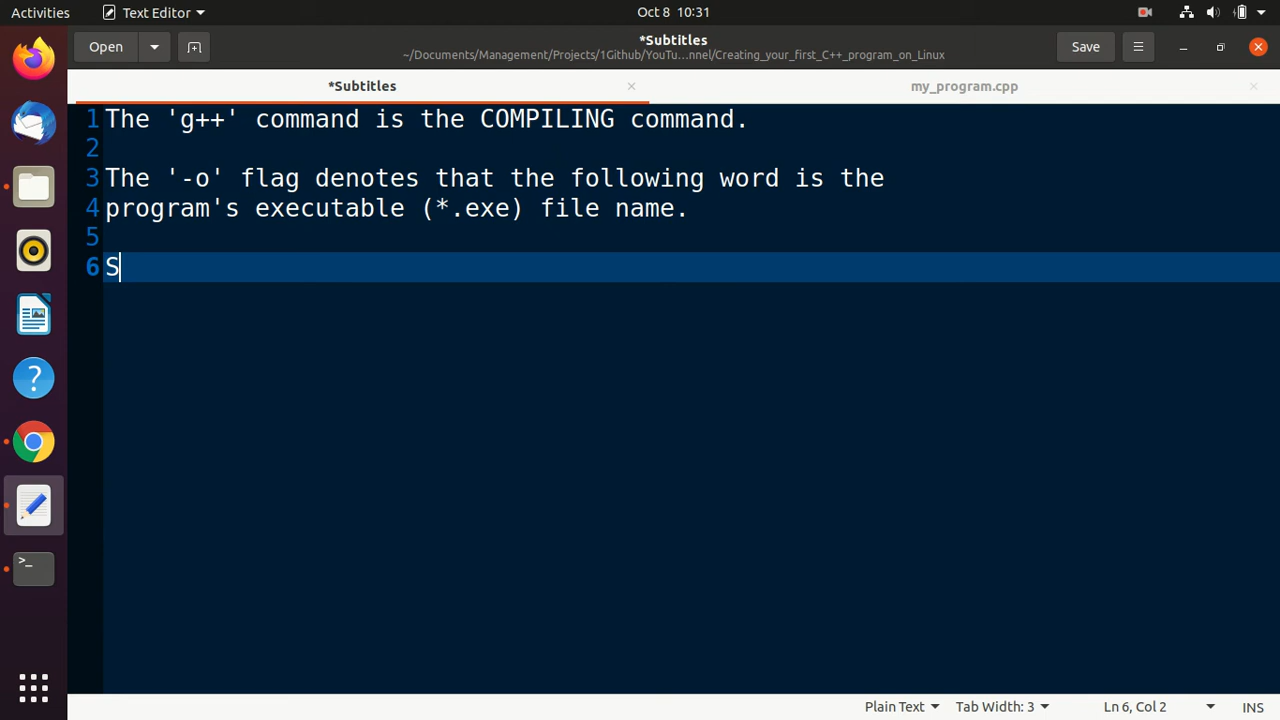 Activities
Text Editor
Oct 8 10:31
Open
*Subtitles
~/Documents/Management/Projects/1Github/YouTu…nnel/Creating_your_first_C++_program_on_Linux
Save
*Subtitles
my_program.cpp
1 The 'g++' command is the COMPILING command.
2
3 The '-o' flag denotes that the following word is the
4 program's executable (*.exe) file name.
5
6 S
Plain Text
Tab Width: 3
Ln 6, Col 2
INS